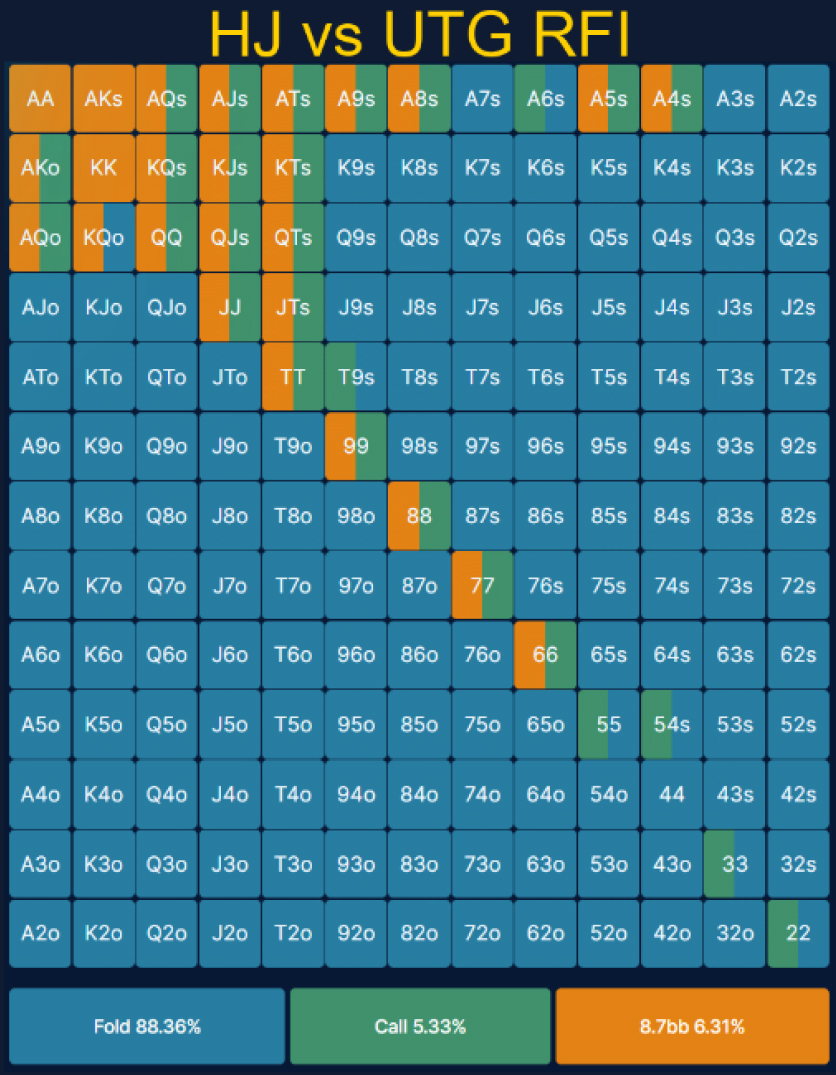 HJ vs UTG RFI
AA AKs AQs AJs ATs A9s A8s A7s A6s A5s A4s A3s A2s
AKo KK KQs KJs KTs K9s K8s K7s K6s K5s K4s K3s K2s
AQo KQo QQ QJs QTs Q9s Q8s Q7s Q6s Q5s Q4s Q3s Q2s
AJo KJo QJo JJ JTs J9s J8s J7s J6s J5s J4s J3s J2s
ATo KTo QTo JTo TT T9s T8s T7s T6s T5s T4s T3s T2s
A9o K9o Q9o J9o T9o 99 98s 97s 96s 95s 94s 93s 92s
A8o K8o Q8o J8o T8o 98o 88 87s 86s 85s 84s 83s 82s
A7o K7o Q7o J7o T7o 97o 87o 77 76s 75s 74s 73s 72s
A6o K6o Q6o J6o T6o 96o 86o 76o 66 65s 64s 63s 62s
A5o K5o Q5o J5o T5o 95o 85o 75o 65o 55 54s 53s 52s
A4o K4o Q4o J4o T4o 94o 84o 74o 64o 54o 44 43s 42s
A3o K3o Q3o J3o T3o 93o 83o 73o 63o 53o 43o 33 32s
A2o K2o Q2o J2o T2o 92o 82o 72o 62o 52o 42o 32o 22
Fold 88.36% Call 5.33% 8.7bb 6.31%